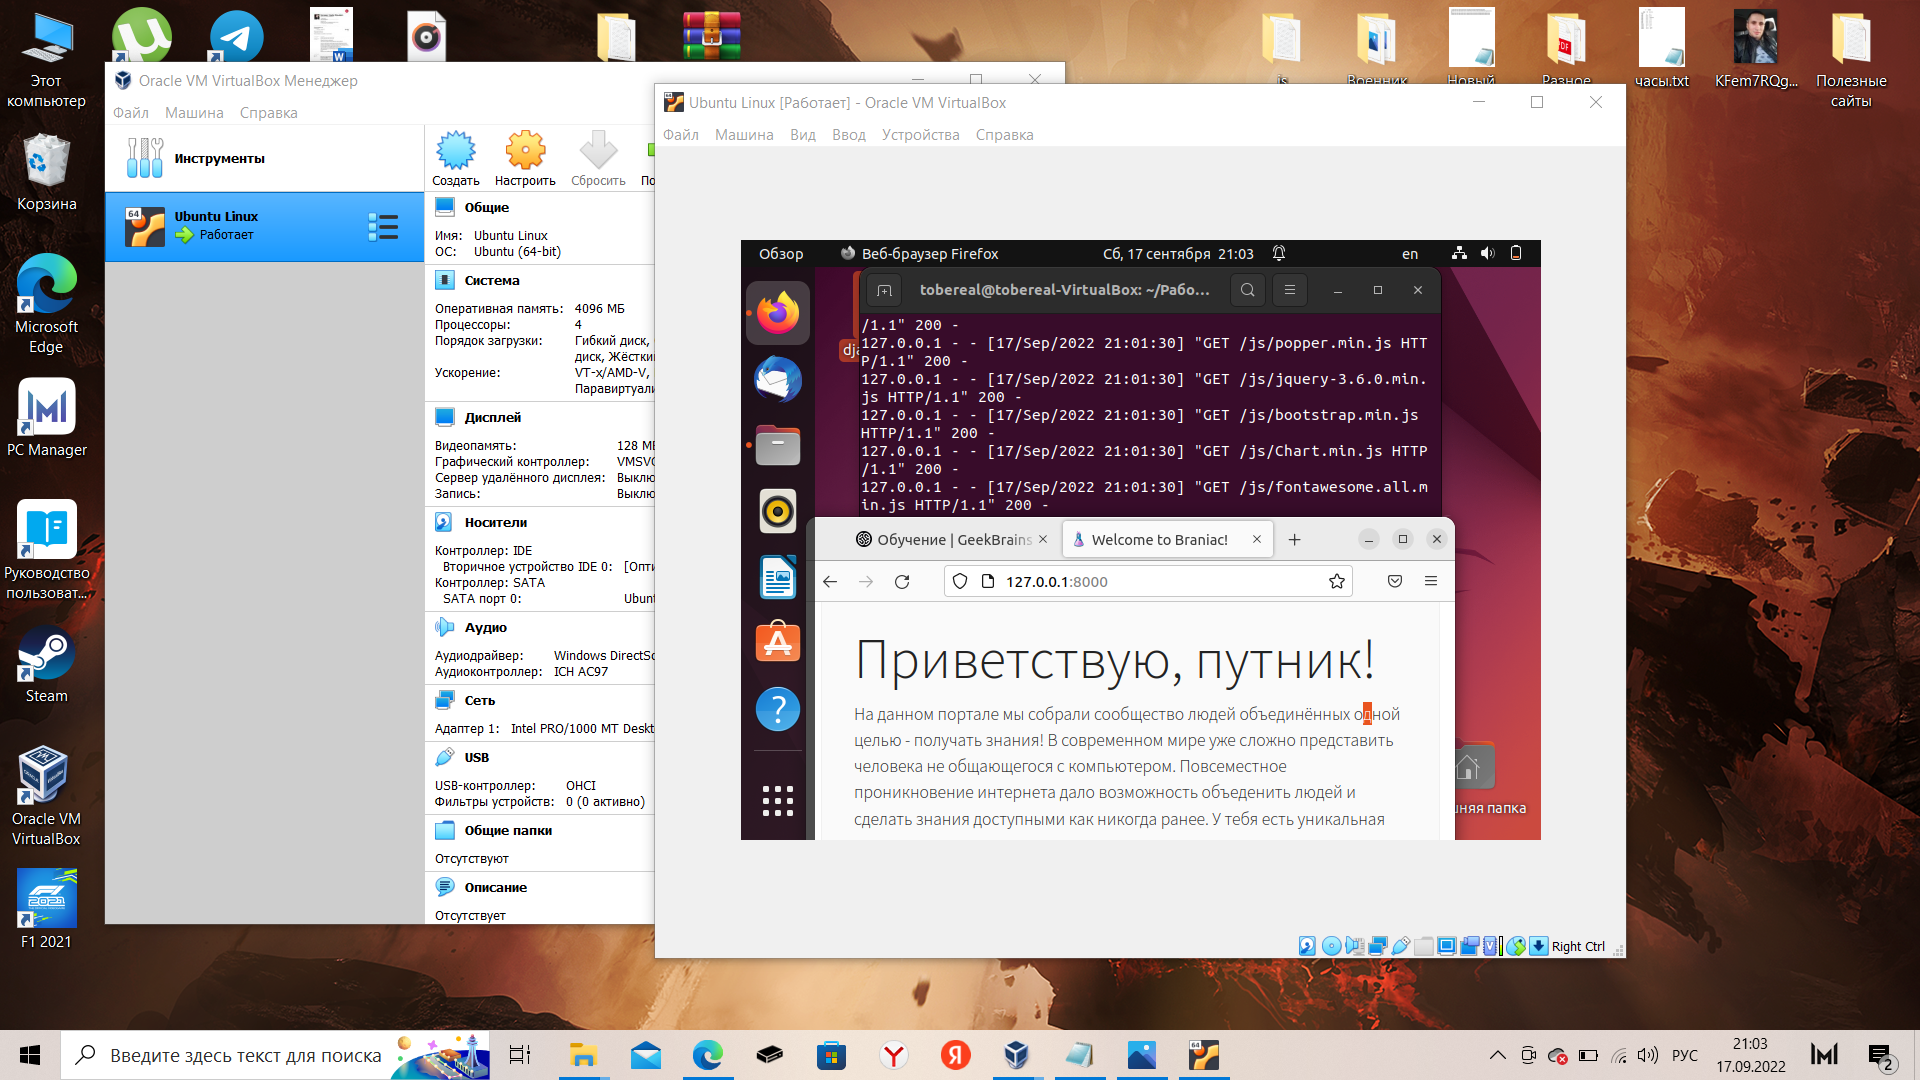 Этот компьютер
Корзина
Microsoft Edge
PC Manager
Руководство пользоват...
Steam
Oracle VM VirtualBox
F1 2021
js
Военник
Новый
Разное
часы.txt
KFem7RQg...
Полезные сайты
Oracle VM VirtualBox Менеджер
Файл Машина Справка
Инструменты
64
Ubuntu Linux
Работает
Создать Настроить Сбросить
Общие
Имя: Ubuntu Linux
ОС: Ubuntu (64-bit)
Система
Оперативная память: 4096 МБ
Процессоры: 4
Порядок загрузки: Гибкий диск,
диск, Жёсткий
Ускорение: VT-x/AMD-V,
Паравиртуали
Дисплей
Видеопамять: 128 МБ
Графический контроллер: VMSVG
Сервер удалённого дисплея: Выклю
Запись: Выклю
Носители
Контроллер: IDE
Вторичное устройство IDE 0: [Опти
Контроллер: SATA
SATA порт 0: Ubunt
Аудио
Аудиодрайвер: Windows DirectSo
Аудиоконтроллер: ICH AC97
Сеть
Адаптер 1: Intel PRO/1000 MT Deskt
USB
USB-контроллер: OHCI
Фильтры устройств: 0 (0 активно)
Общие папки
Отсутствуют
Описание
Отсутствует
Ubuntu Linux [Работает] - Oracle VM VirtualBox
Файл Машина Вид Ввод Устройства Справка
Обзор Веб-браузер Firefox Сб, 17 сентября 21:03 en
tobereal@tobereal-VirtualBox: ~/Рабо...
/1.1" 200 -
127.0.0.1 - - [17/Sep/2022 21:01:30] "GET /js/popper.min.js HTT
P/1.1" 200 -
127.0.0.1 - - [17/Sep/2022 21:01:30] "GET /js/jquery-3.6.0.min.
js HTTP/1.1" 200 -
127.0.0.1 - - [17/Sep/2022 21:01:30] "GET /js/bootstrap.min.js
HTTP/1.1" 200 -
127.0.0.1 - - [17/Sep/2022 21:01:30] "GET /js/Chart.min.js HTTP
/1.1" 200 -
127.0.0.1 - - [17/Sep/2022 21:01:30] "GET /js/fontawesome.all.m
in.js HTTP/1.1" 200 -
Обучение | GeekBrains Welcome to Braniac!
127.0.0.1:8000
Приветствую, путник!
На данном портале мы собрали сообщество людей объединённых одной
целью - получать знания! В современном мире уже сложно представить
человека не общающегося с компьютером. Повсеместное
проникновение интернета дало возможность объеденить людей и
сделать знания доступными как никогда ранее. У тебя есть уникальная
шняя папка
Right Ctrl
Введите здесь текст для поиска
РУС
21:03
17.09.2022
2